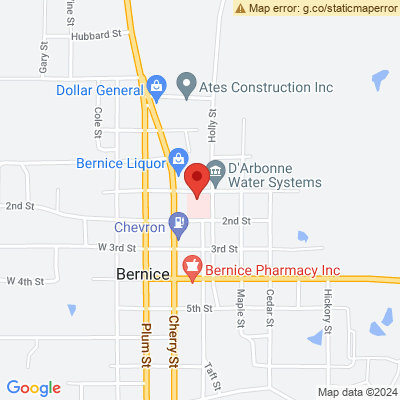 Map error: g.co/staticmaperror
Hubbard St
Vine St
Gary St
Dollar General
Ates Construction Inc
Cole St
Holly St
Bernice Liquor
D'Arbonne
Water Systems
2nd St
2nd St
Chevron
W 3rd St
3rd St
Bernice
Bernice Pharmacy Inc
W 4th St
5th St
Maple St
Cedar St
Hickory St
Plum St
Cherry St
Taft St
Google
Map data ©2024